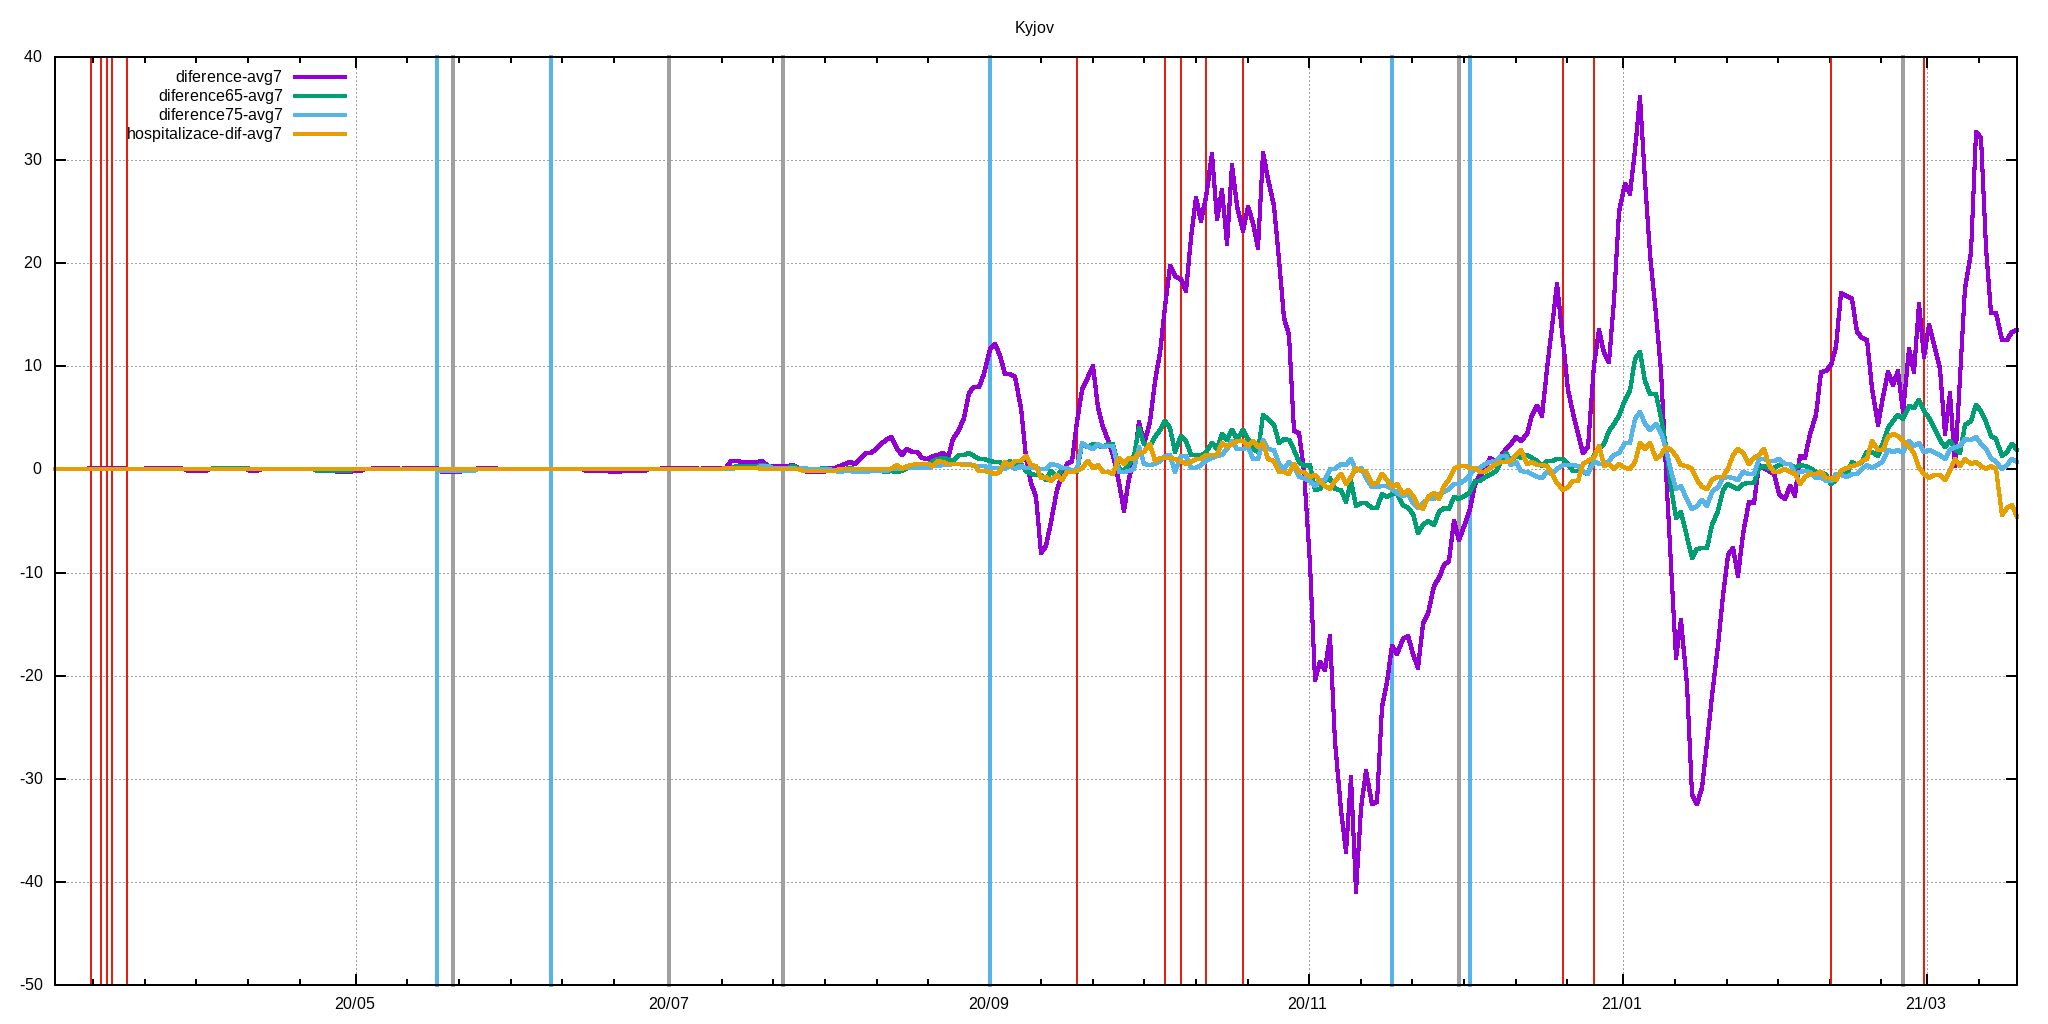 Kyjov
diference-avg7
diference65-avg7
diference75-avg7
hospitalizace-dif-avg7
40
30
20
10
0
-10
-20
-30
-40
-50
20/05 20/07 20/09 20/11 21/01 21/03